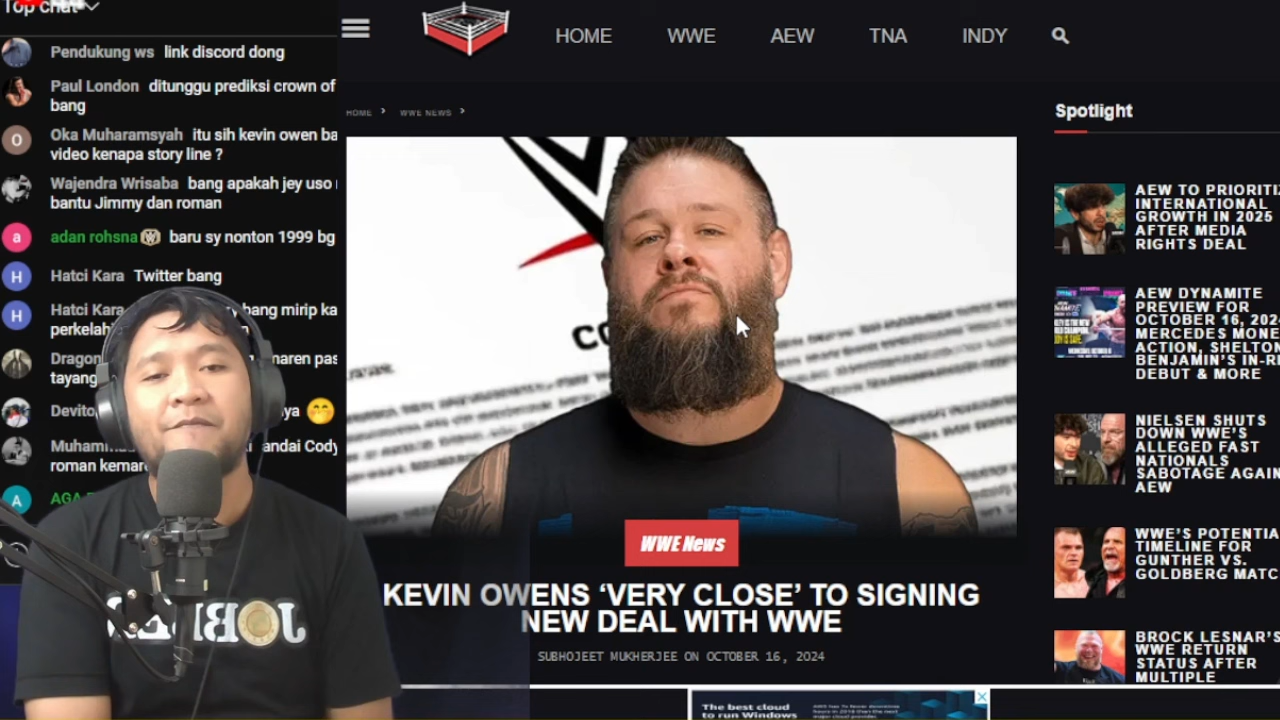 Top chat
Pendukung ws link discord dong
Paul London ditunggu prediksi crown of
bang
Oka Muharamsyah itu sih kevin owen ba
video kenapa story line ?
Wajendra Wrisaba bang apakah jey uso
bantu Jimmy dan roman
adan rohsna baru sy nonton 1999 bg
Hatci Kara Twitter bang
Hatci Kara bang mirip ka
maren pas
tayang
ya
andai Cody
roman
AGA
HOME
WWE
AEW
TNA
INDY
HOME > WWE NEWS >
WWE News
KEVIN OWENS ‘VERY CLOSE’ TO SIGNING
NEW DEAL WITH WWE
SUBHOJEET MUKHERJEE ON OCTOBER 16, 2024
The best cloud
to run Windows
Spotlight
AEW TO PRIORITI
INTERNATIONAL
GROWTH IN 2025
AFTER MEDIA
RIGHTS DEAL
AEW DYNAMITE
PREVIEW FOR
OCTOBER 16, 202
MERCEDES MONE
ACTION, SHELTON
BENJAMIN’S IN-R
DEBUT & MORE
NIELSEN SHUTS
DOWN WWE’S
ALLEGED FAST
NATIONALS
SABOTAGE AGAIN
AEW
WWE’S POTENTIA
TIMELINE FOR
GUNTHER VS.
GOLDBERG MATC
BROCK LESNAR’S
WWE RETURN
STATUS AFTER
MULTIPLE